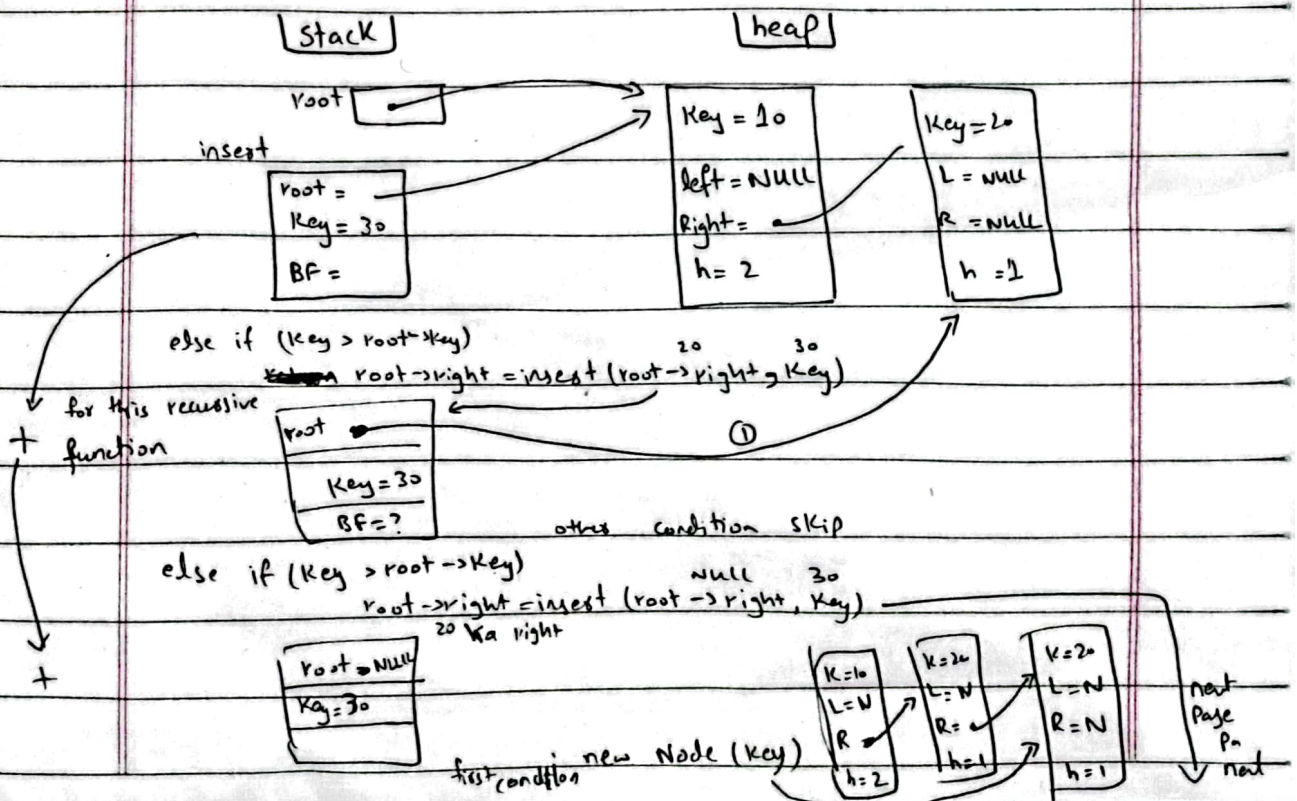 Stack
heap
root
insert
root =
Key = 30
BF =
Key = 10
left = NULL
Right =
h = 2
Key = 20
L = NULL
R = NULL
h = 1
else if (Key > root->key)
20 30
root->right = insert (root->right, Key)
for this recussive
+ function
root
Key = 30
BF = ?
①
other condition skip
else if (Key > root->Key)
NULL 30
root->right = insert (root->right, Key)
20 ka right
+
root = NULL
Key = 30
K = 10
L = N
R
h = 2
K = 20
L = N
R =
h = 1
K = 20
L = N
R = N
h = 1
next
Page
Pa
first condition new Node (Key)